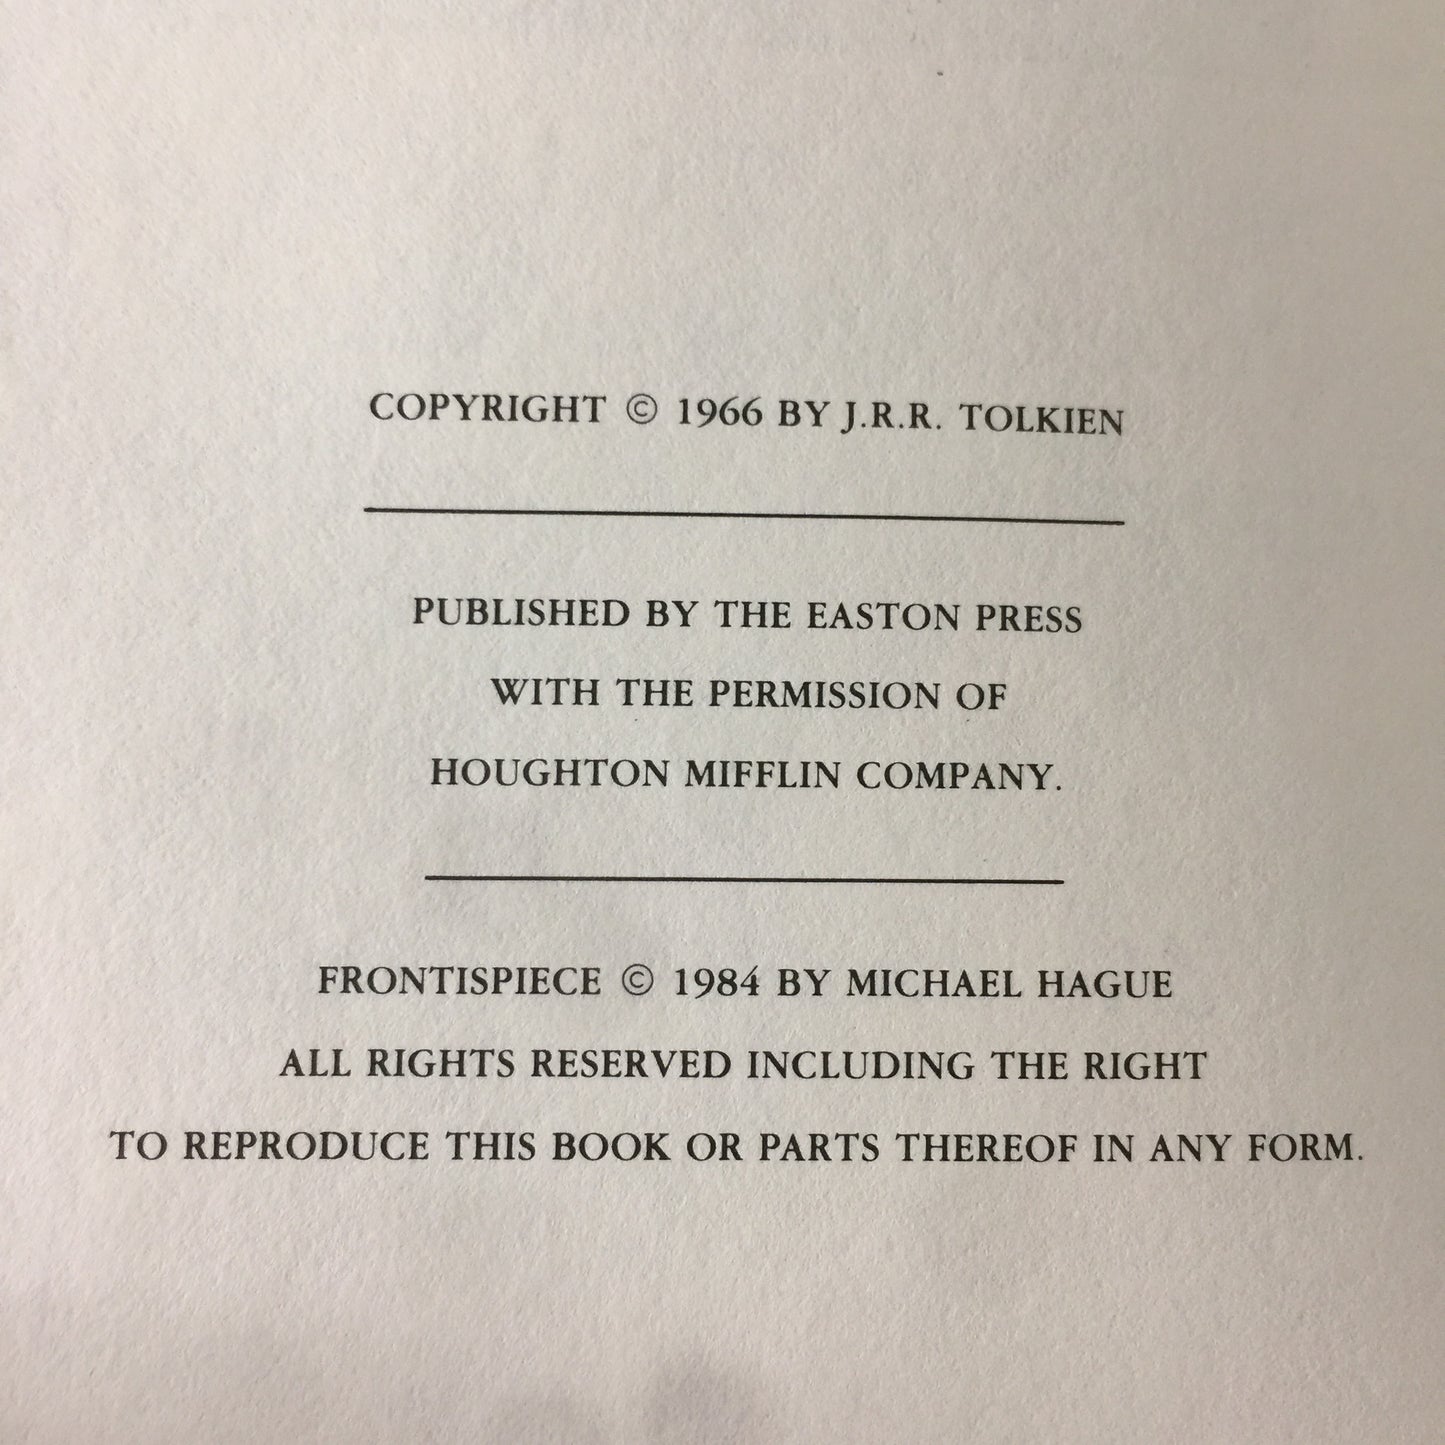 COPYRIGHT © 1966 BY J.R.R. TOLKIEN
PUBLISHED BY THE EASTON PRESS
WITH THE PERMISSION OF
HOUGHTON MIFFLIN COMPANY.
FRONTISPIECE © 1984 BY MICHAEL HAGUE
ALL RIGHTS RESERVED INCLUDING THE RIGHT
TO REPRODUCE THIS BOOK OR PARTS THEREOF IN ANY FORM.